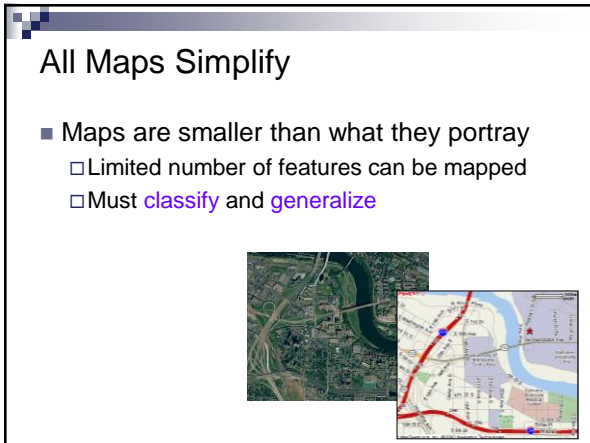 All Maps Simplify
■ Maps are smaller than what they portray
□Limited number of features can be mapped
□Must classify and generalize